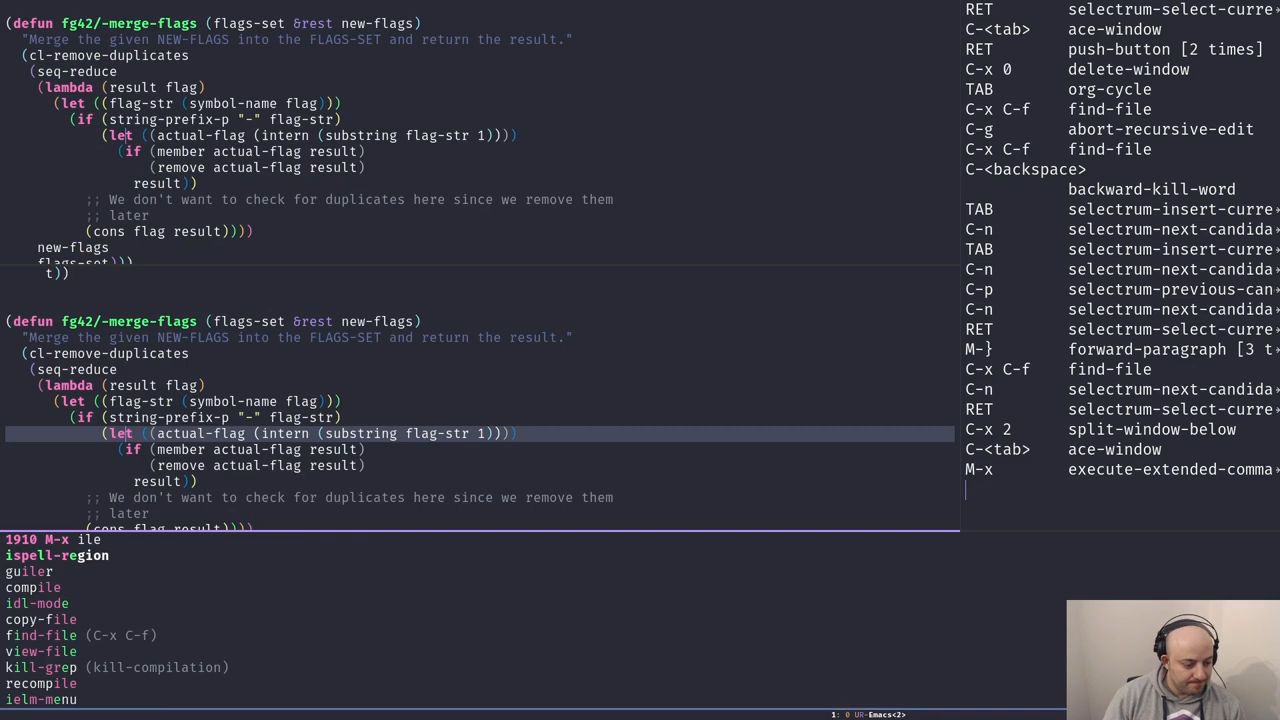 (defun fg42/-merge-flags (flags-set &rest new-flags)
"Merge the given NEW-FLAGS into the FLAGS-SET and return the result."
(cl-remove-duplicates
(seq-reduce
(lambda (result flag)
(let ((flag-str (symbol-name flag)))
(if (string-prefix-p "-" flag-str)
(let ((actual-flag (intern (substring flag-str 1))))
(if (member actual-flag result)
(remove actual-flag result)
result))
;; We don't want to check for duplicates here since we remove them
;; later
(cons flag result))))
new-flags
flags-set)))
t))
(defun fg42/-merge-flags (flags-set &rest new-flags)
"Merge the given NEW-FLAGS into the FLAGS-SET and return the result."
(cl-remove-duplicates
(seq-reduce
(lambda (result flag)
(let ((flag-str (symbol-name flag)))
(if (string-prefix-p "-" flag-str)
(let ((actual-flag (intern (substring flag-str 1))))
(if (member actual-flag result)
(remove actual-flag result)
result))
;; We don't want to check for duplicates here since we remove them
;; later
(cons flag result))))
1910 M-x ile
ispell-region
guiler
compile
idl-mode
copy-file
find-file (C-x C-f)
view-file
kill-grep (kill-compilation)
recompile
ielm-menu
RET selectrum-select-curre
C-<tab> ace-window
RET push-button [2 times]
C-x 0 delete-window
TAB org-cycle
C-x C-f find-file
C-g abort-recursive-edit
C-x C-f find-file
C-<backspace>
backward-kill-word
TAB selectrum-insert-curre
C-n selectrum-next-candida
TAB selectrum-insert-curre
C-n selectrum-next-candida
C-p selectrum-previous-can
C-n selectrum-next-candida
RET selectrum-select-curre
M-} forward-paragraph [3 t
C-x C-f find-file
C-n selectrum-next-candida
RET selectrum-select-curre
C-x 2 split-window-below
C-<tab> ace-window
M-x execute-extended-comma
1: 0 UR-Emacs<2>